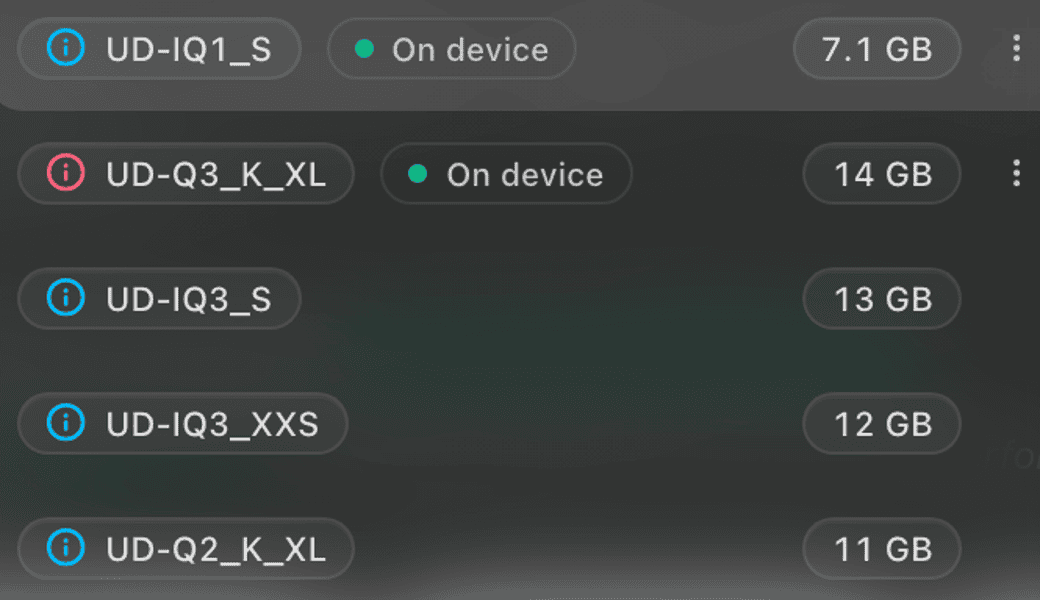 UD-IQ1_S On device 7.1 GB
UD-Q3_K_XL On device 14 GB
UD-IQ3_S 13 GB
UD-IQ3_XXS 12 GB
UD-Q2_K_XL 11 GB